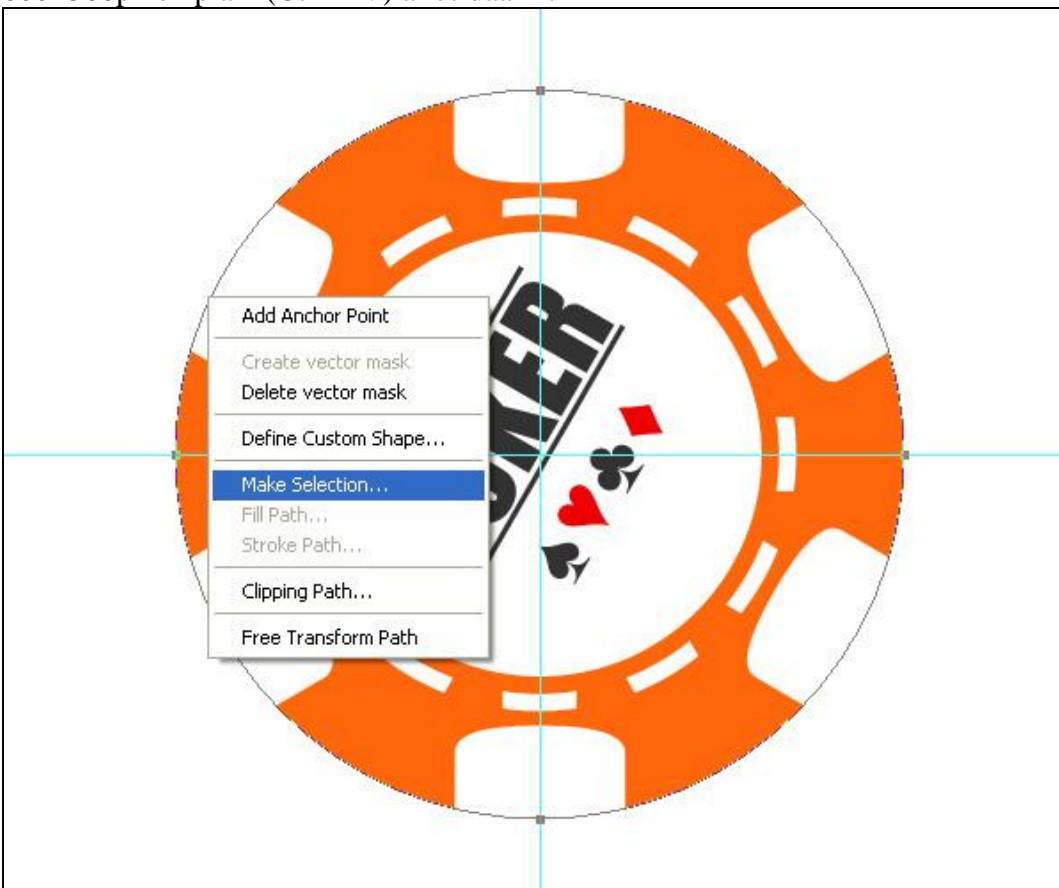 Add Anchor Point
Create vector mask
Delete vector mask
Define Custom Shape...
Make Selection...
Fill Path...
Stroke Path...
Clipping Path...
Free Transform Path